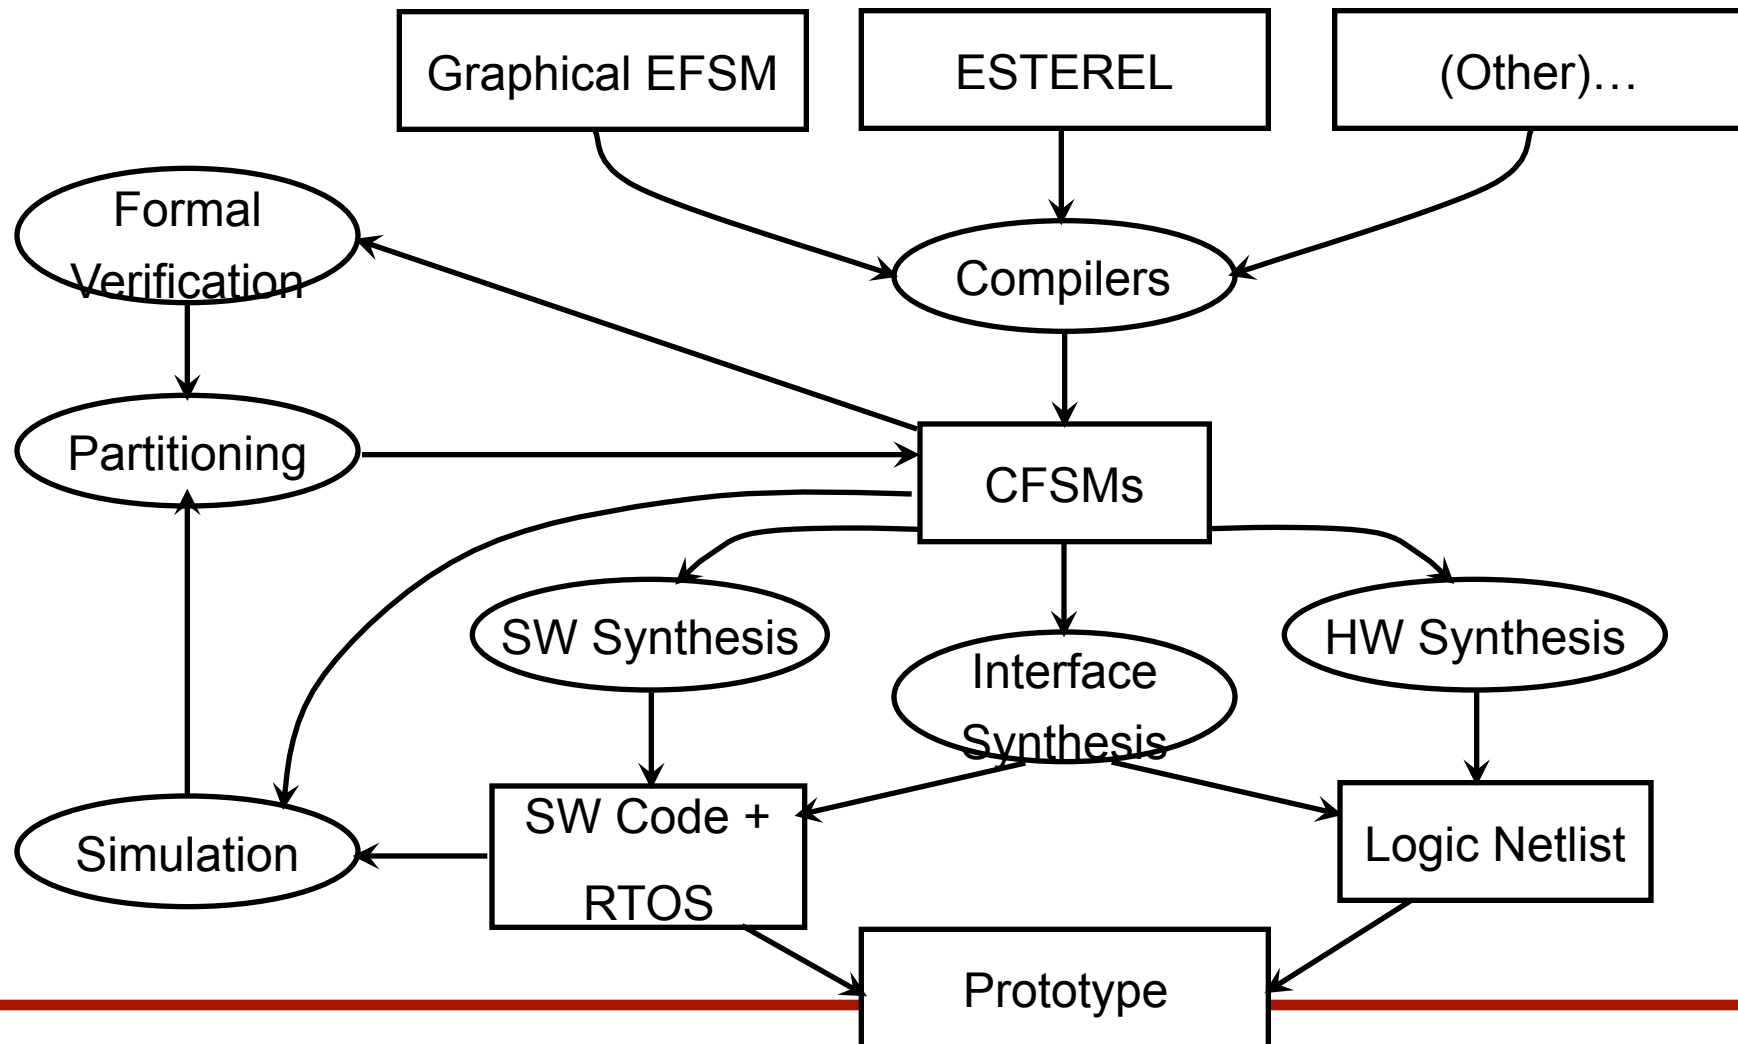 Graphical EFSM
ESTEREL
(Other)…
Formal
Verification
Compilers
Partitioning
CFSMs
SW Synthesis
Interface
Synthesis
HW Synthesis
Simulation
SW Code +
RTOS
Logic Netlist
Prototype